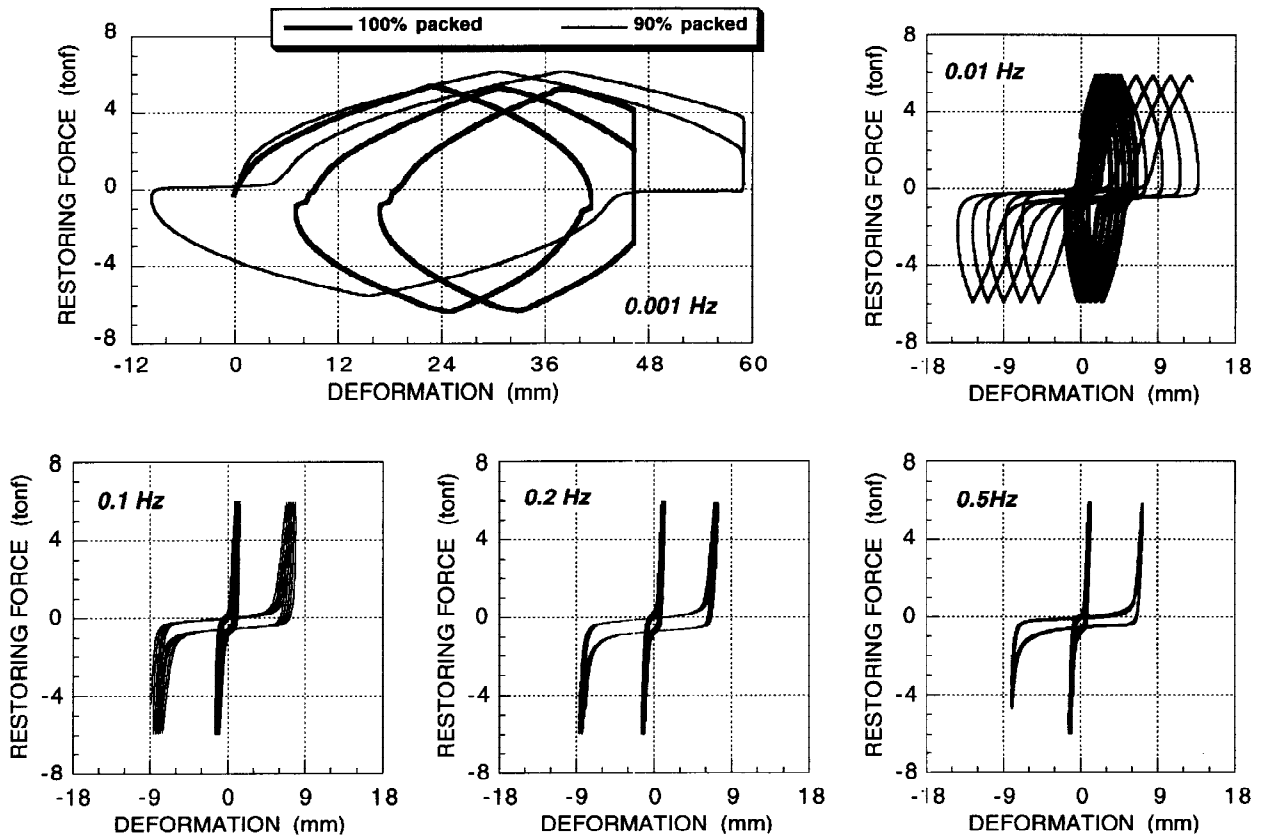 100% packed 90% packed
RESTORING FORCE (tonf)
8
4
0
-4
-8
0.001 Hz
-12 0 12 24 36 48 60
DEFORMATION (mm)
RESTORING FORCE (tonf)
8
4
0
-4
-8
0.01 Hz
-18 -9 0 9 18
DEFORMATION (mm)
RESTORING FORCE (tonf)
8
4
0
-4
-8
0.1 Hz
-18 -9 0 9 18
DEFORMATION (mm)
RESTORING FORCE (tonf)
8
4
0
-4
-8
0.2 Hz
-18 -9 0 9 18
DEFORMATION (mm)
RESTORING FORCE (tonf)
8
4
0
-4
-8
0.5Hz
-18 -9 0 9 18
DEFORMATION (mm)